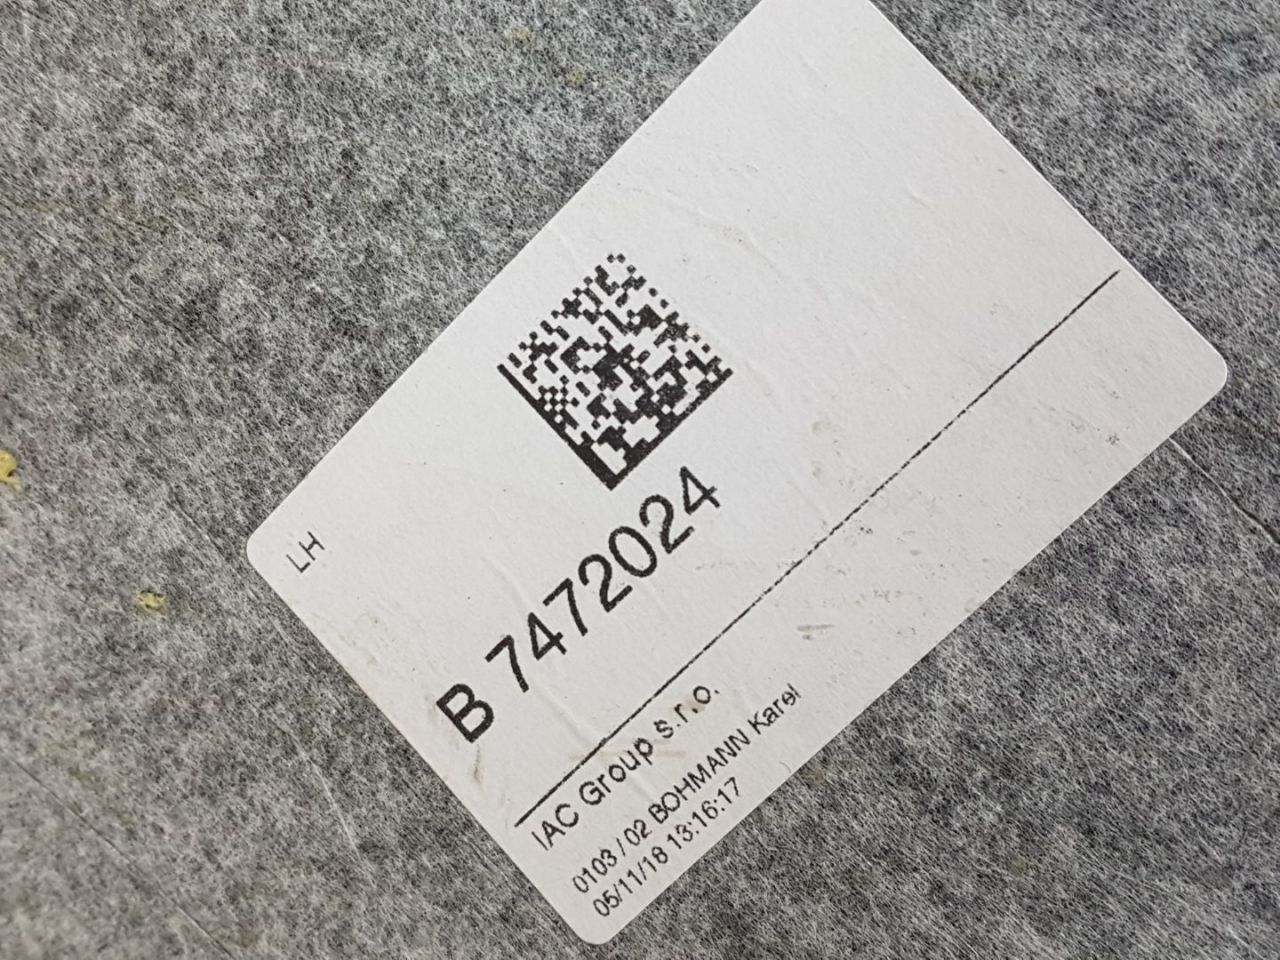 LH
B 7472024
IAC Group s.r.o.
0103 / 02 BOHMANN Karel
05/11/18 13:16:17